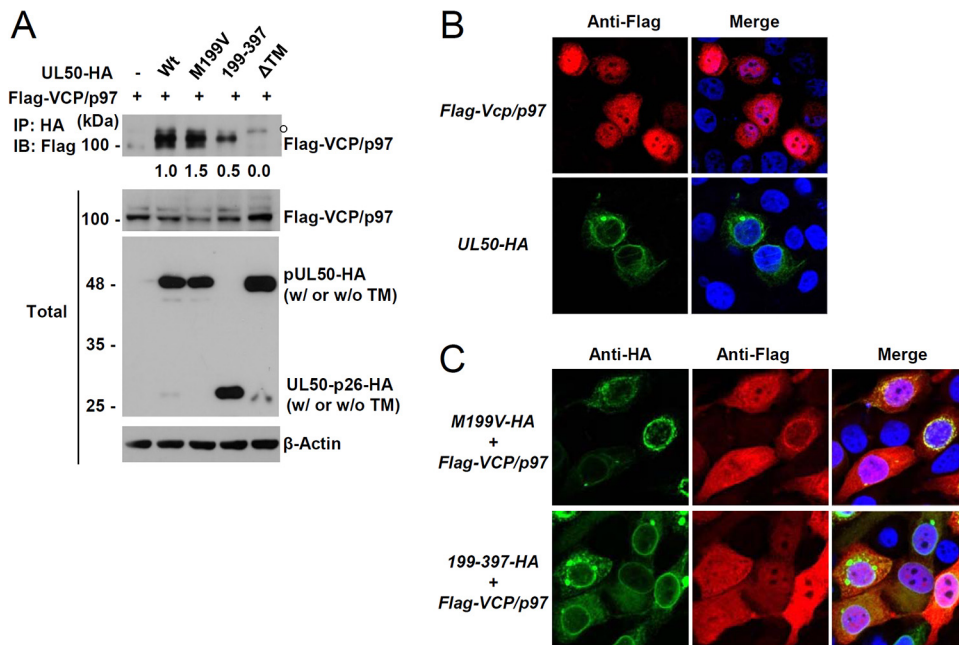 A
UL50-HA - Wt M199V 199-397 ΔTM
Flag-VCP/p97 + + + + +
IP: HA (kDa)
IB: Flag 100 - Flag-VCP/p97
1.0 1.5 0.5 0.0
100 - Flag-VCP/p97
Total
48 - pUL50-HA
(w/ or w/o TM)
35 -
UL50-p26-HA
25 - (w/ or w/o TM)
β-Actin
B
Anti-Flag Merge
Flag-Vcp/p97
UL50-HA
C
Anti-HA Anti-Flag Merge
M199V-HA
+
Flag-VCP/p97
199-397-HA
+
Flag-VCP/p97